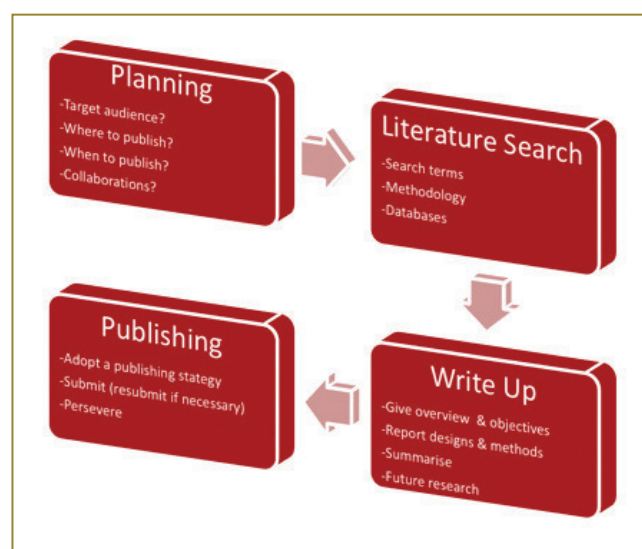 Planning
-Target audience?
-Where to publish?
-When to publish?
-Collaborations?
Literature Search
-Search terms
-Methodology
-Databases
Write Up
-Give overview & objectives
-Report designs & methods
-Summarise
-Future research
Publishing
-Adopt a publishing stategy
-Submit (resubmit if necessary)
-Persevere